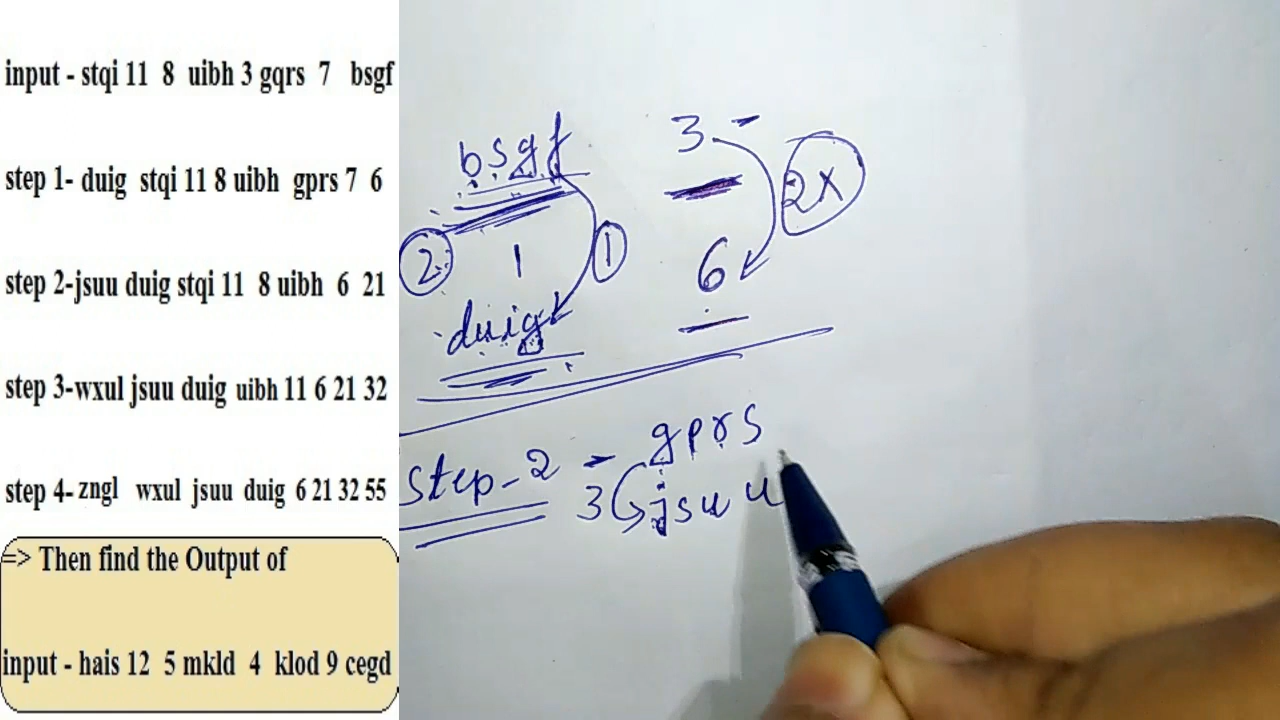 input - stqi 11 8 uibh 3 gqrs 7 bsgf
step 1- duig stqi 11 8 uibh gprs 7 6
step 2-jsuu duig stqi 11 8 uibh 6 21
step 3-wxul jsuu duig uibh 11 6 21 32
step 4- zngl wxul jsuu duig 6 21 32 55
=> Then find the Output of
input - hais 12 5 mkld 4 klod 9 cegd
bsgf 3 -
2 1 1 2x
duig 6
Step-2 - gprs
3 jsuu